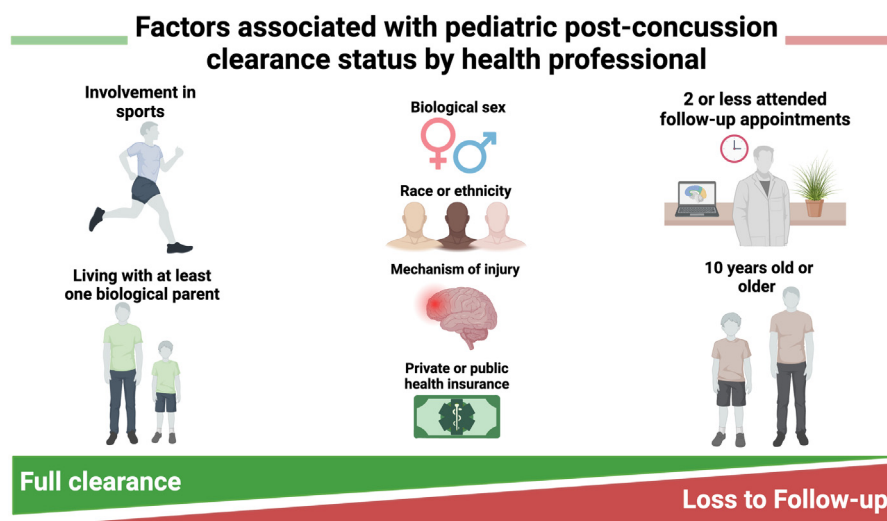 Factors associated with pediatric post-concussion
clearance status by health professional
Involvement in
sports
Living with at least
one biological parent
Biological sex
Race or ethnicity
Mechanism of injury
Private or public
health insurance
2 or less attended
follow-up appointments
10 years old or
older
Full clearance
Loss to Follow-up